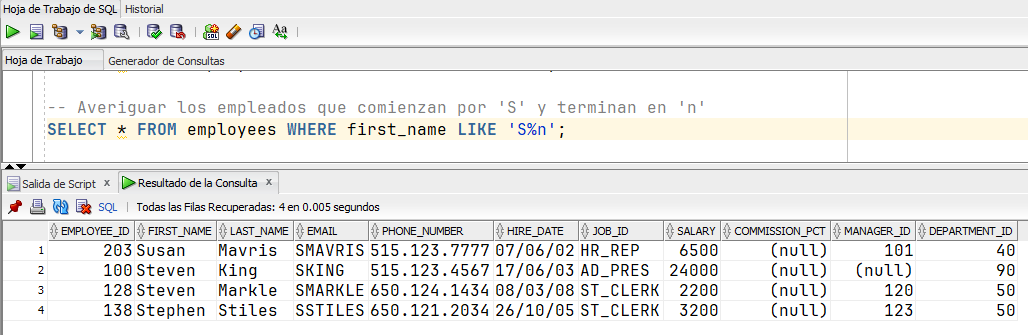 Hoja de Trabajo de SQL Historial
Hoja de Trabajo Generador de Consultas
-- Averiguar los empleados que comienzan por 'S' y terminan en 'n'
SELECT * FROM employees WHERE first_name LIKE 'S%n';
Salida de Script x Resultado de la Consulta x
SQL Todas las Filas Recuperadas: 4 en 0.005 segundos
EMPLOYEE_ID FIRST_NAME LAST_NAME EMAIL PHONE_NUMBER HIRE_DATE JOB_ID SALARY COMMISSION_PCT MANAGER_ID DEPARTMENT_ID
1 203 Susan Mavris SMAVRIS 515.123.7777 07/06/02 HR_REP 6500 (null) 101 40
2 100 Steven King SKING 515.123.4567 17/06/03 AD_PRES 24000 (null) (null) 90
3 128 Steven Markle SMARKLE 650.124.1434 08/03/08 ST_CLERK 2200 (null) 120 50
4 138 Stephen Stiles SSTILES 650.121.2034 26/10/05 ST_CLERK 3200 (null) 123 50